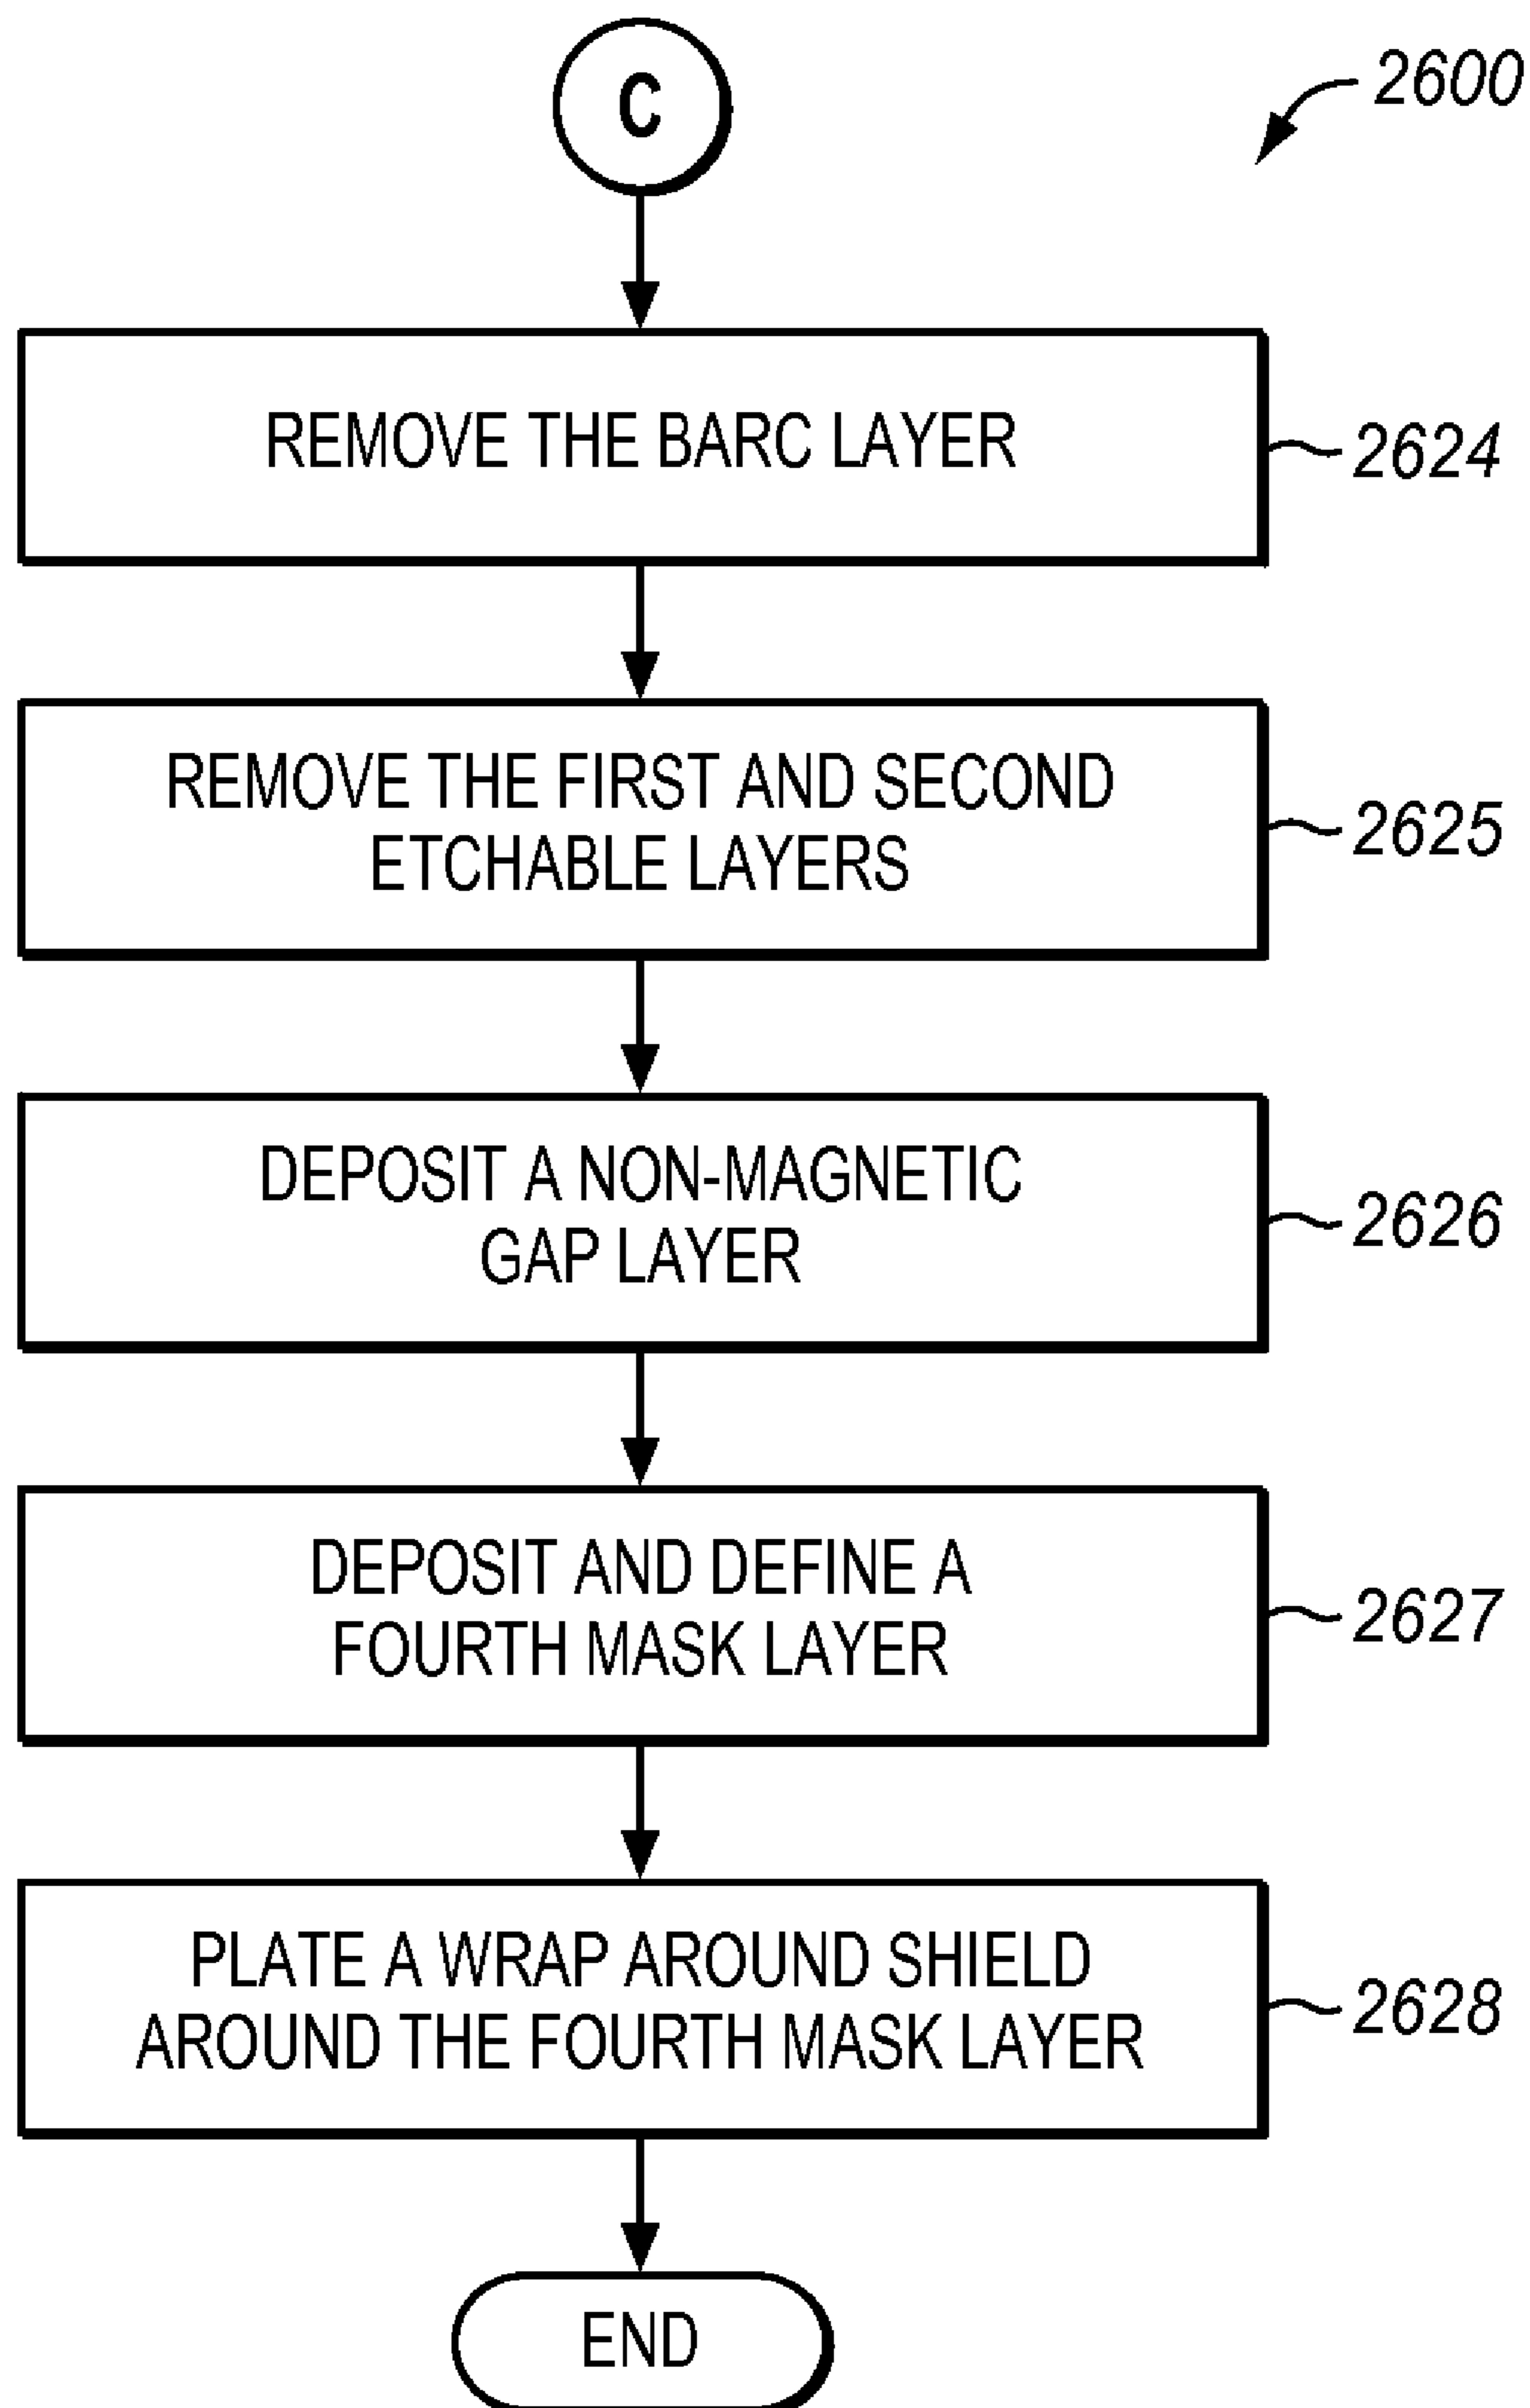 C
2600
REMOVE THE BARC LAYER
2624
REMOVE THE FIRST AND SECOND
ETCHABLE LAYERS
2625
DEPOSIT A NON-MAGNETIC
GAP LAYER
2626
DEPOSIT AND DEFINE A
FOURTH MASK LAYER
2627
PLATE A WRAP AROUND SHIELD
AROUND THE FOURTH MASK LAYER
2628
END